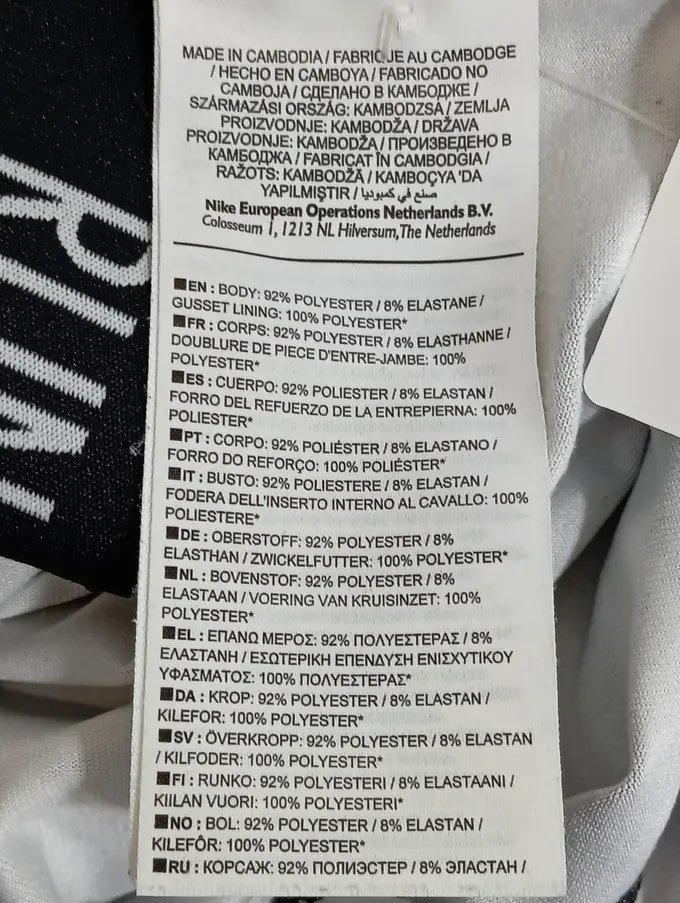 MADE IN CAMBODIA / FABRIQUE AU CAMBODGE
/ HECHO EN CAMBOYA / FABRICADO NO
CAMBOJA / СДЕЛАНО В КАМБОДЖЕ /
SZÁRMAZÁSI ORSZÁG: KAMBODZSA / ZEMLJA
PROIZVODNJE: KAMBODŽA / DRŽAVA
PROIZVODNJE: KAMBODŽA / ПРОИЗВЕДЕНО В
КАМБОДЖА / FABRICAT ÎN CAMBODGIA /
RAŽOTS: KAMBODŽĀ / KAMBOÇYA 'DA
YAPILMIŞTIR / صنع في كمبوديا
Nike European Operations Netherlands B.V.
Colosseum 1, 1213 NL Hilversum, The Netherlands
EN : BODY: 92% POLYESTER / 8% ELASTANE /
GUSSET LINING: 100% POLYESTER*
FR : CORPS: 92% POLYESTER / 8% ELASTHANNE /
DOUBLURE DE PIECE D'ENTRE-JAMBE: 100%
POLYESTER*
ES : CUERPO: 92% POLIESTER / 8% ELASTAN /
FORRO DEL REFUERZO DE LA ENTREPIERNA: 100%
POLIESTER*
PT : CORPO: 92% POLIÉSTER / 8% ELASTANO /
FORRO DO REFORÇO: 100% POLIÉSTER*
IT : BUSTO: 92% POLIESTERE / 8% ELASTAN /
FODERA DELL'INSERTO INTERNO AL CAVALLO: 100%
POLIESTERE*
DE : OBERSTOFF: 92% POLYESTER / 8%
ELASTHAN / ZWICKELFUTTER: 100% POLYESTER*
NL : BOVENSTOF: 92% POLYESTER / 8%
ELASTAAN / VOERING VAN KRUISINZET: 100%
POLYESTER*
EL : ΕΠΑΝΩ ΜΕΡΟΣ: 92% ΠΟΛΥΕΣΤΕΡΑΣ / 8%
ΕΛΑΣΤΑΝΗ / ΕΣΩΤΕΡΙΚΗ ΕΠΕΝΔΥΣΗ ΕΝΙΣΧΥΤΙΚΟΥ
ΥΦΑΣΜΑΤΟΣ: 100% ΠΟΛΥΕΣΤΕΡΑΣ*
DA : KROP: 92% POLYESTER / 8% ELASTAN /
KILEFOR: 100% POLYESTER*
SV : ÖVERKROPP: 92% POLYESTER / 8% ELASTAN
/ KILFODER: 100% POLYESTER*
FI : RUNKO: 92% POLYESTERI / 8% ELASTAANI /
KIILAN VUORI: 100% POLYESTERI*
NO : BOL: 92% POLYESTER / 8% ELASTAN /
KILEFÔR: 100% POLYESTER*
RU : КОРСАЖ: 92% ПОЛИЭСТЕР / 8% ЭЛАСТАН /